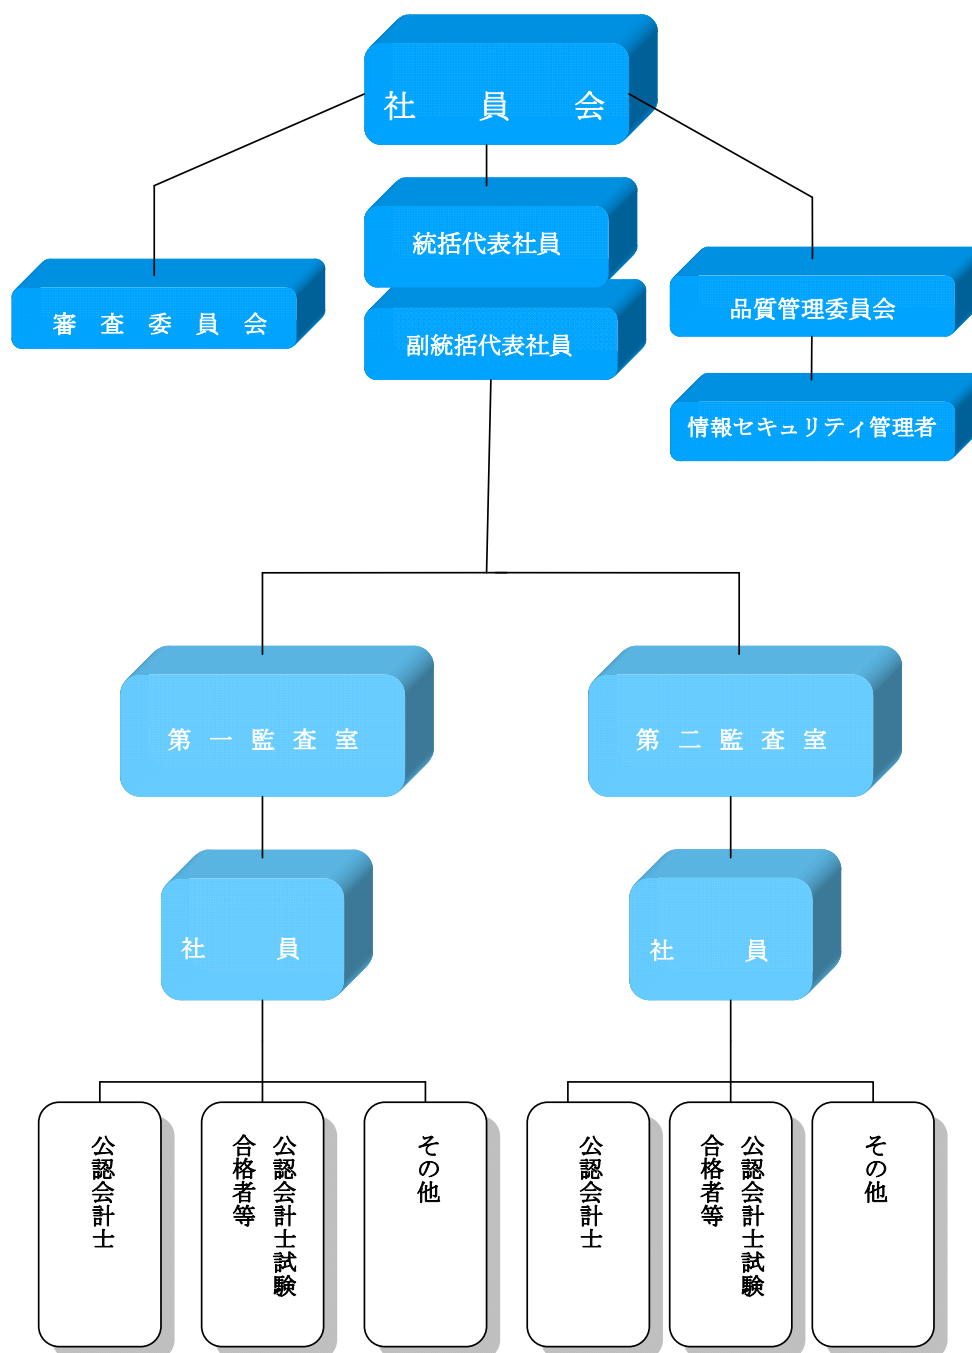 社員会
統括代表社員
副統括代表社員
審査委員会
品質管理委員会
情報セキュリティ管理者
第一監査室
第二監査室
社員
社員
公認会計士
公認会計士試験
合格者等
その他
公認会計士
公認会計士試験
合格者等
その他